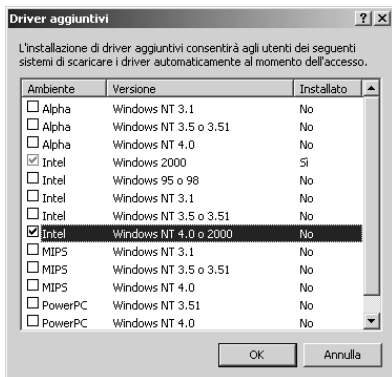 Driver aggiuntivi
L'installazione di driver aggiuntivi consentirà agli utenti dei seguenti
sistemi di scaricare i driver automaticamente al momento dell'accesso.
Ambiente Versione Installato
Alpha Windows NT 3.1 No
Alpha Windows NT 3.5 o 3.51 No
Alpha Windows NT 4.0 No
Intel Windows 2000 Sì
Intel Windows 95 o 98 No
Intel Windows NT 3.1 No
Intel Windows NT 3.5 o 3.51 No
Intel Windows NT 4.0 o 2000 No
MIPS Windows NT 3.1 No
MIPS Windows NT 3.5 o 3.51 No
MIPS Windows NT 4.0 No
PowerPC Windows NT 3.51 No
PowerPC Windows NT 4.0 No
OK Annulla